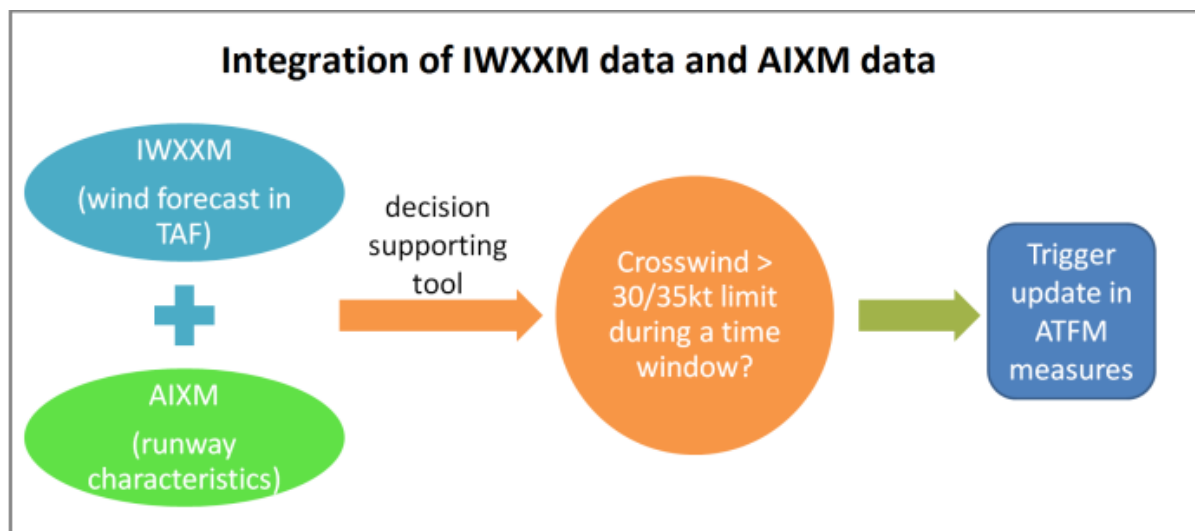 Integration of IWXXM data and AIXM data
IWXXM
(wind forecast in
TAF)
AIXM
(runway
characteristics)
decision
supporting
tool
Crosswind >
30/35kt limit
during a time
window?
Trigger
update in
ATFM
measures